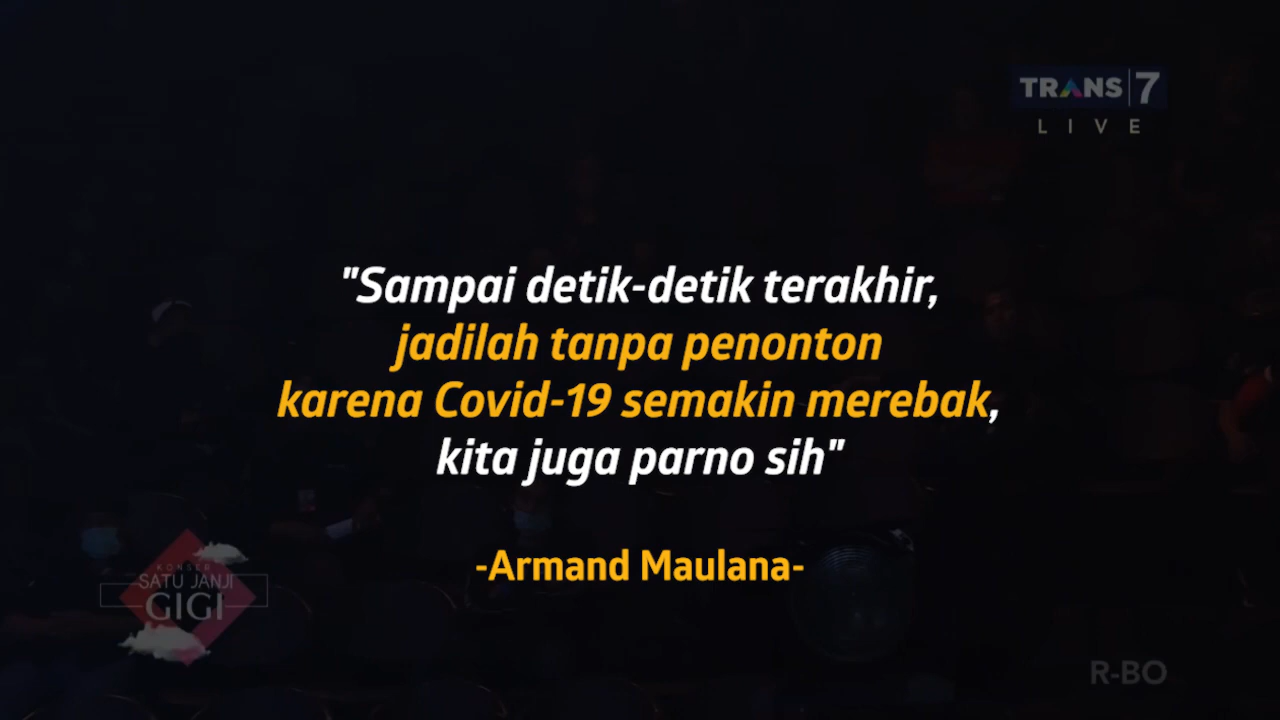 TRANS|7
LIVE
"Sampai detik-detik terakhir,
jadilah tanpa penonton
karena Covid-19 semakin merebak,
kita juga parno sih"
-Armand Maulana-
KONSER
SATU JANJI
GIGI
R-BO